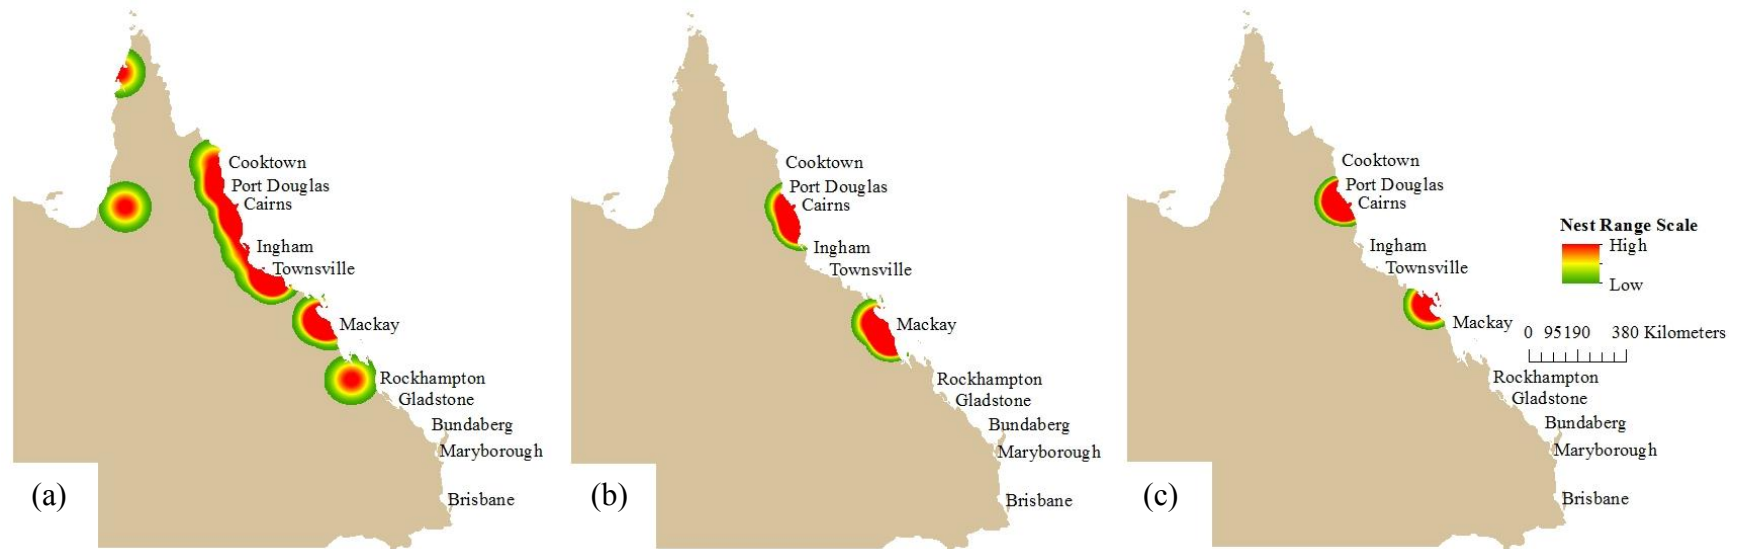 Cooktown
Port Douglas
Cairns
Ingham
Townsville
Mackay
Rockhampton
Gladstone
Bundaberg
Maryborough
Brisbane
(a)
Cooktown
Port Douglas
Cairns
Ingham
Townsville
Mackay
Rockhampton
Gladstone
Bundaberg
Maryborough
Brisbane
(b)
Cooktown
Port Douglas
Cairns
Ingham
Townsville
Mackay
Rockhampton
Gladstone
Bundaberg
Maryborough
Brisbane
(c)
Nest Range Scale
High
Low
0 95190 380 Kilometers